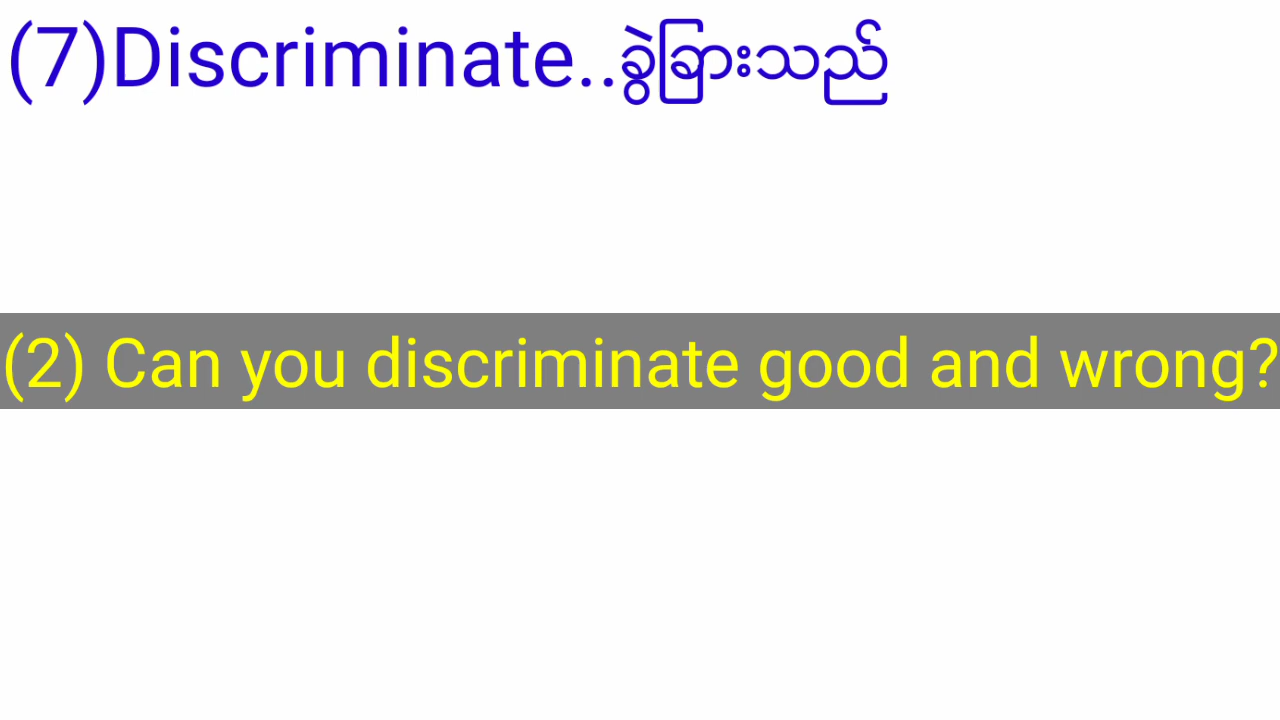 (7)Discriminate..ခွဲခြားသည်
(2) Can you discriminate good and wrong?